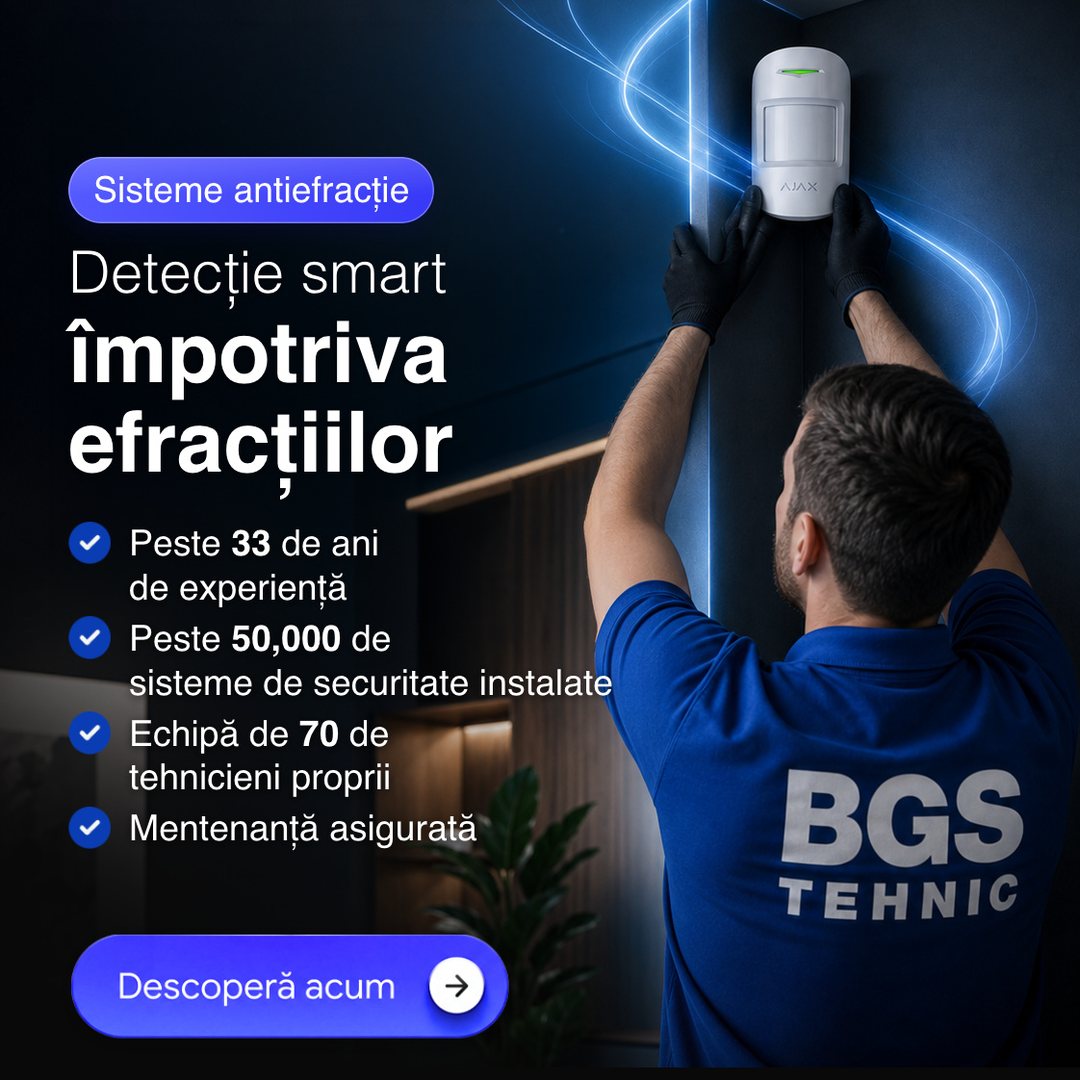 AJAX
Sisteme antiefracție
Detecție smart
împotriva
efracțiilor
Peste 33 de ani
de experiență
Peste 50,000 de
sisteme de securitate instalate
Echipă de 70 de
tehnicieni proprii
Mentenanță asigurată
BGS
TEHNIC
Descoperă acum